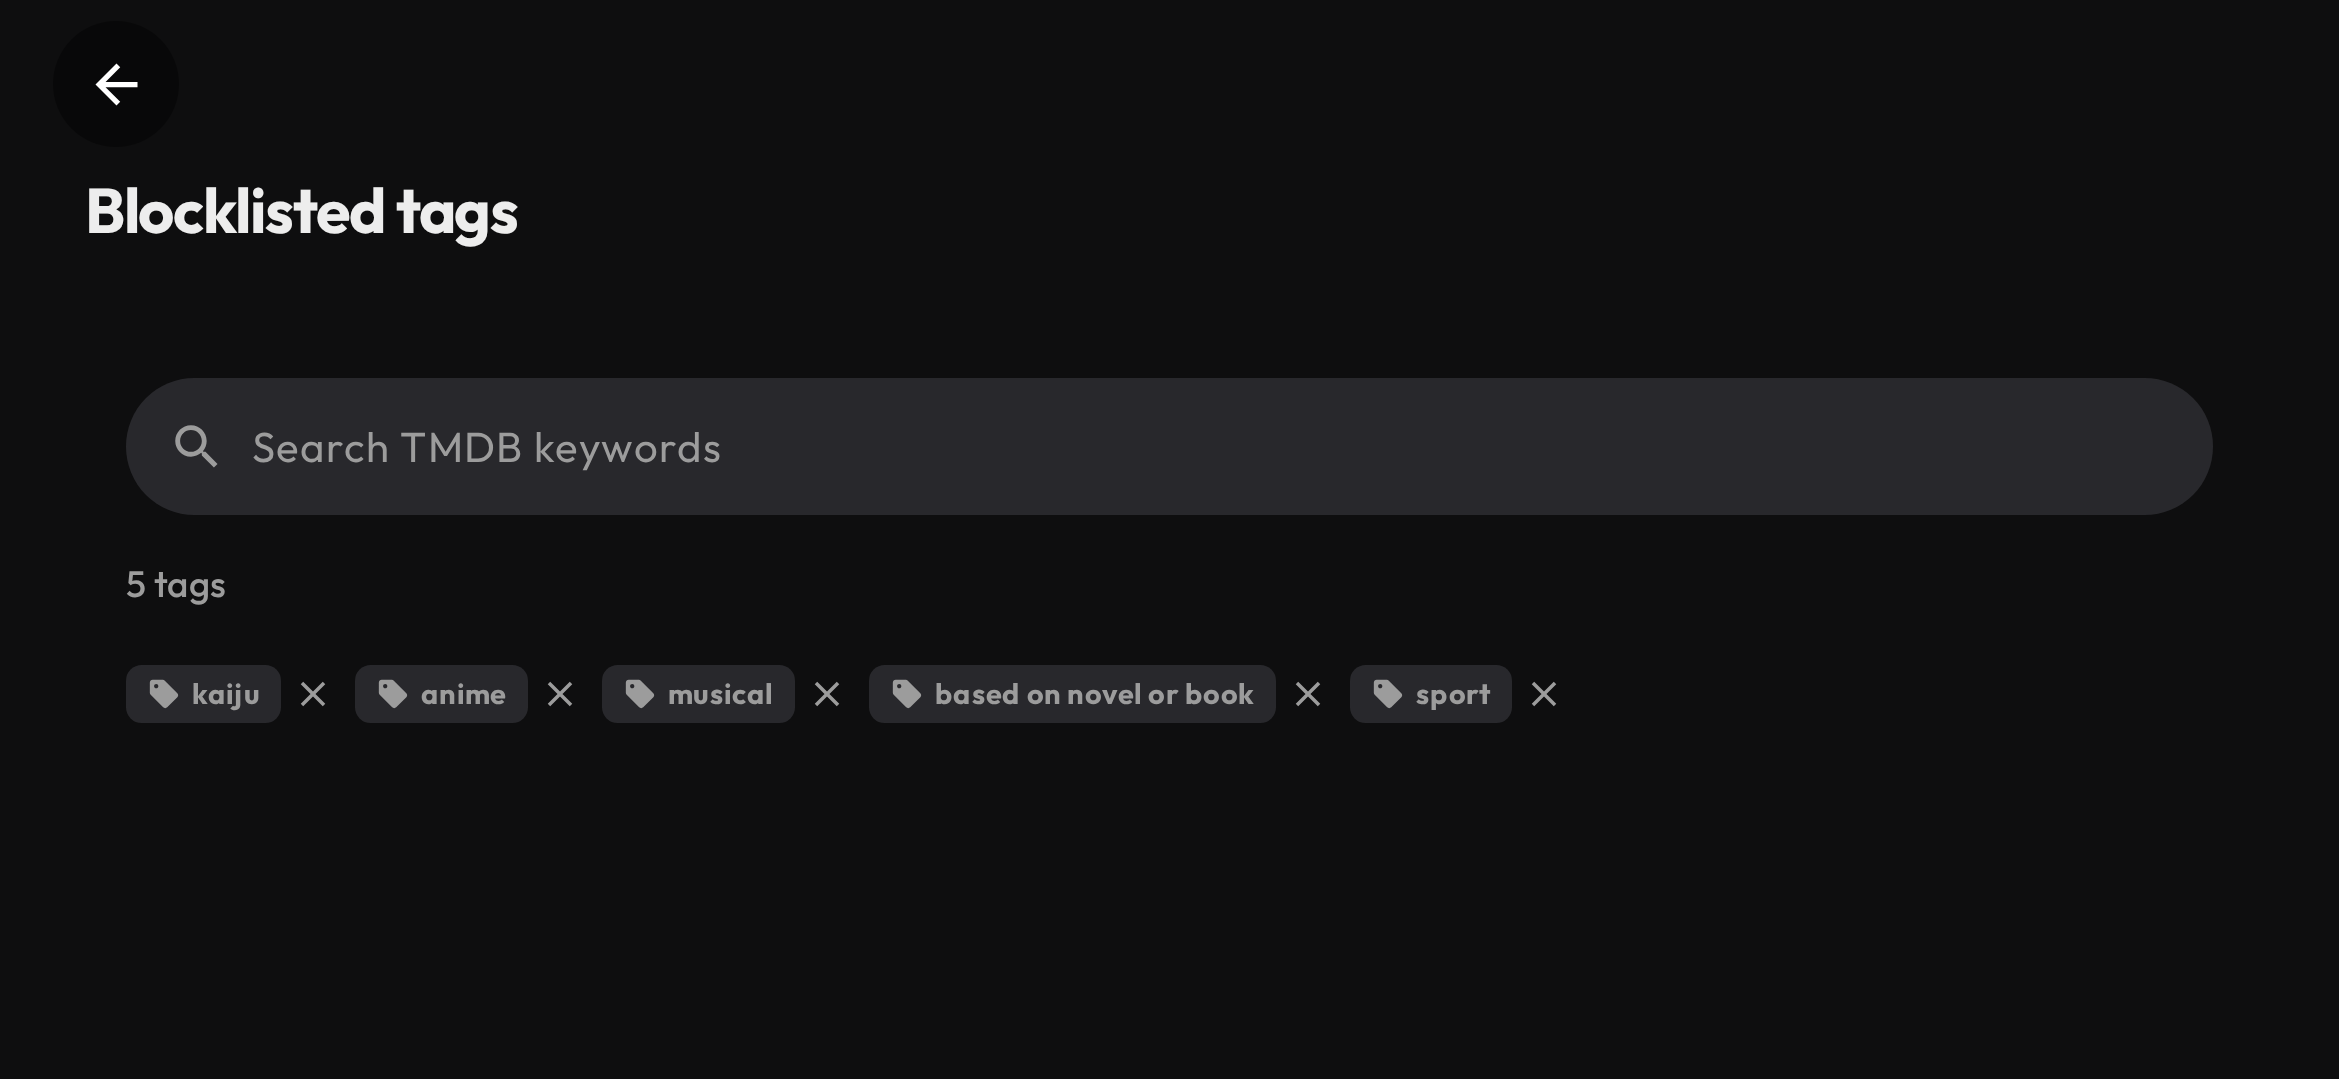 Blocklisted tags
Search TMDB keywords
5 tags
kaiju anime musical based on novel or book sport